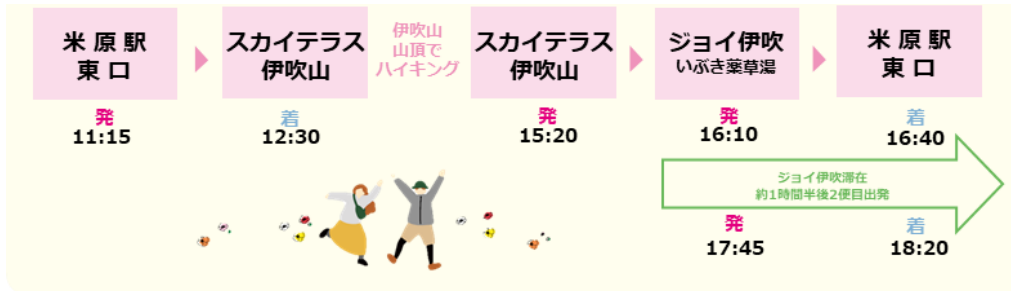 米原駅
東口
スカイテラス
伊吹山
伊吹山
山頂で
ハイキング
スカイテラス
伊吹山
ジョイ伊吹
いぶき薬草湯
米原駅
東口
発
11:15
着
12:30
発
15:20
発
16:10
着
16:40
ジョイ伊吹滞在
約1時間半後2便目出発
発
17:45
着
18:20